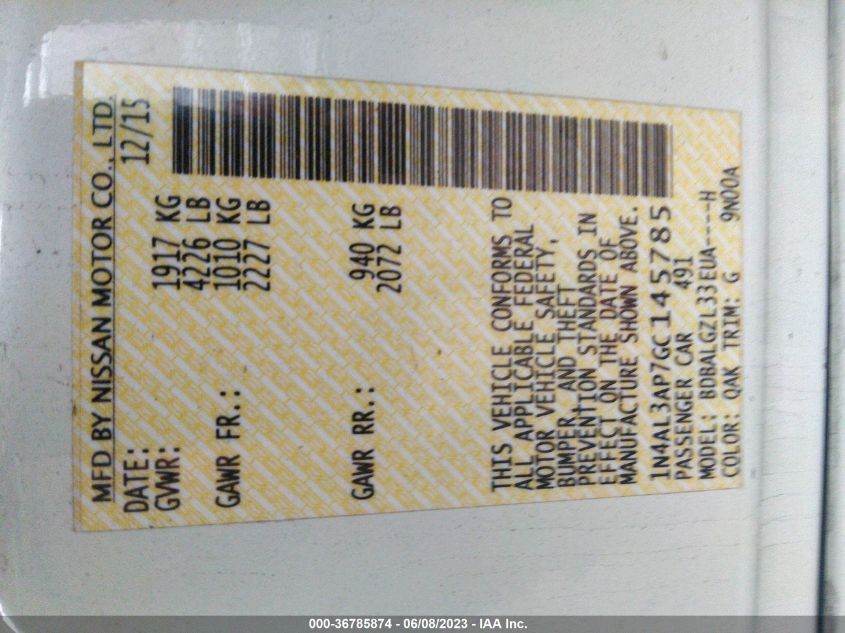 MFD BY NISSAN MOTOR CO., LTD.
DATE: 12/15
GVWR: 1917 KG
4226 LB
GAWR FR.: 1010 KG
2227 LB
GAWR RR.: 940 KG
2072 LB
THIS VEHICLE CONFORMS TO
ALL APPLICABLE FEDERAL
MOTOR VEHICLE SAFETY,
BUMPER, AND THEFT
PREVENTION STANDARDS IN
EFFECT ON THE DATE OF
MANUFACTURE SHOWN ABOVE.
1N4AL3AP7GC145785
PASSENGER CAR 491
MODEL: BDBALGZL33EUA----H
COLOR: QAK TRIM: G 9N00A
000-36785874 - 06/08/2023 - IAA Inc.